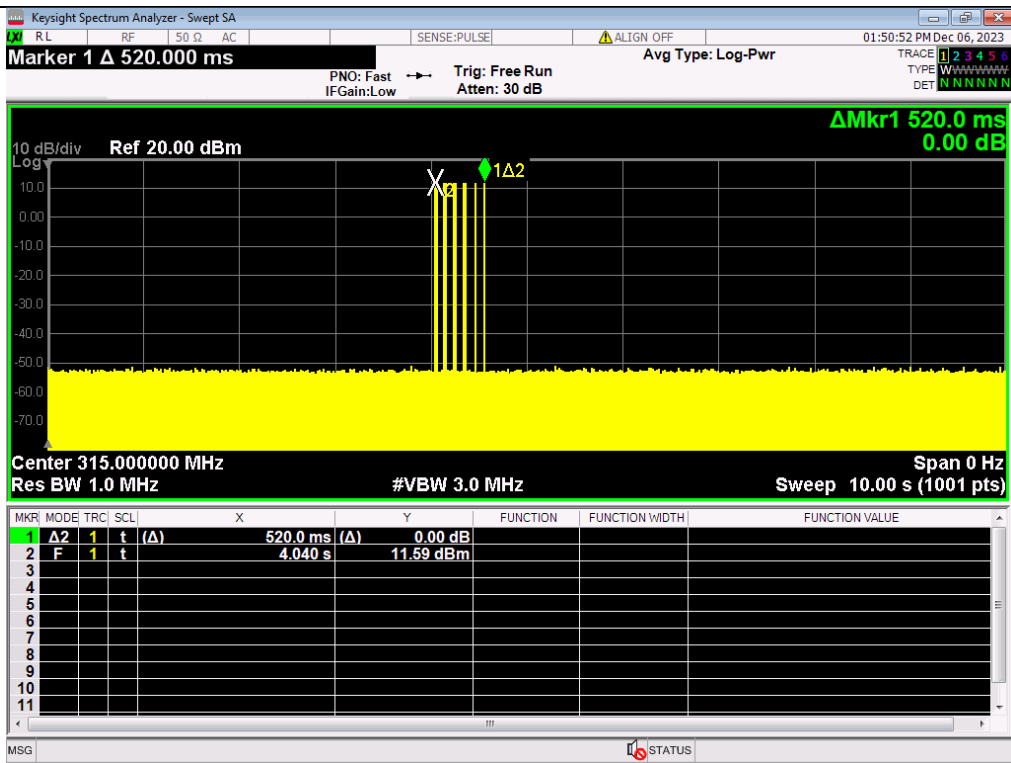 Keysight Spectrum Analyzer - Swept SA
LXI RL RF 50 Ω AC SENSE:PULSE ALIGN OFF 01:50:52 PM Dec 06, 2023
Marker 1 Δ 520.000 ms
PNO: Fast
IFGain:Low
Trig: Free Run
Atten: 30 dB
Avg Type: Log-Pwr
TRACE 1 2 3 4 5 6
TYPE WWWWWW
DET N N N N N N
ΔMkr1 520.0 ms
0.00 dB
10 dB/div Ref 20.00 dBm
Log
1Δ2
X2
10.0
0.00
-10.0
-20.0
-30.0
-40.0
-50.0
-60.0
-70.0
Center 315.000000 MHz Span 0 Hz
Res BW 1.0 MHz #VBW 3.0 MHz Sweep 10.00 s (1001 pts)
MKR MODE TRC SCL X Y FUNCTION FUNCTION WIDTH FUNCTION VALUE
1 Δ2 1 t (Δ) 520.0 ms (Δ) 0.00 dB
2 F 1 t 4.040 s 11.59 dBm
3
4
5
6
7
8
9
10
11
MSG STATUS